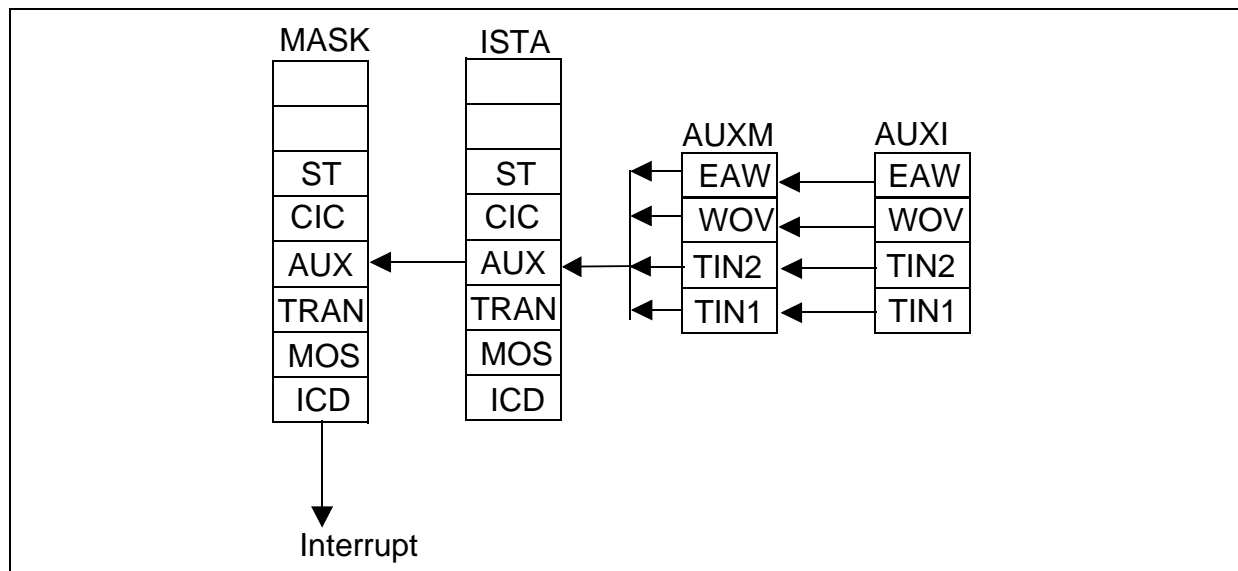 MASK
ISTA
ST
CIC
AUX
TRAN
MOS
ICD
ST
CIC
AUX
TRAN
MOS
ICD
AUXM
EAW
WOV
TIN2
TIN1
AUXI
EAW
WOV
TIN2
TIN1
Interrupt